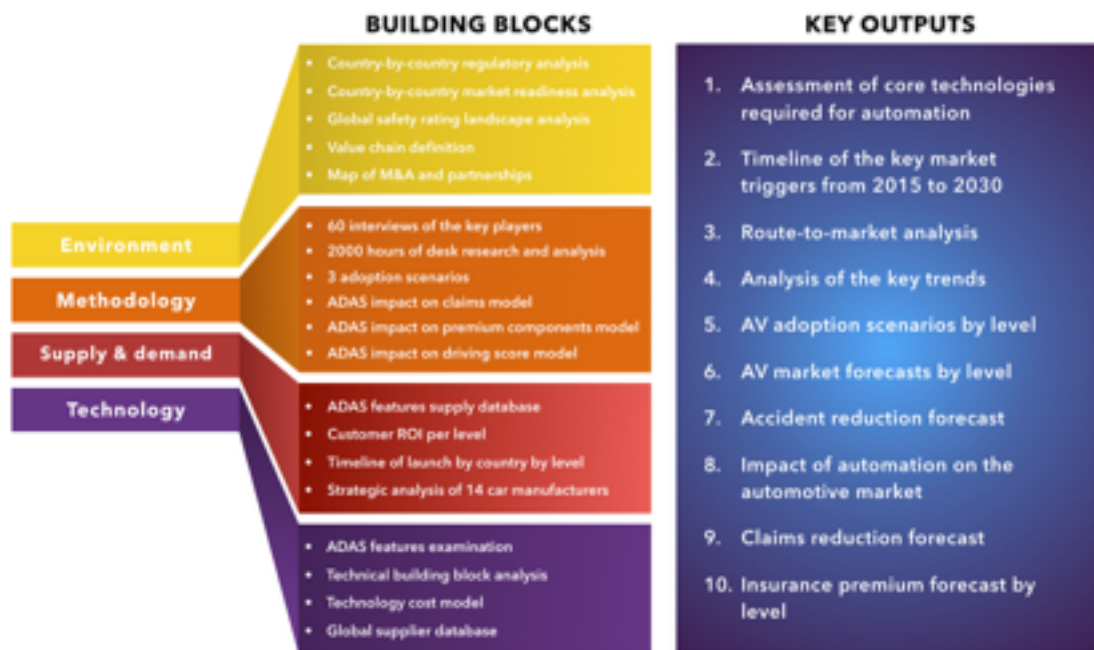 BUILDING BLOCKS
• Country-by-country regulatory analysis
• Country-by-country market readiness analysis
• Global safety rating landscape analysis
• Value chain definition
• Map of M&A and partnerships
• 60 interviews of the key players
• 2000 hours of desk research and analysis
• 3 adoption scenarios
• ADAS impact on claims model
• ADAS impact on premium components model
• ADAS impact on driving score model
• ADAS features supply database
• Customer ROI per level
• Timeline of launch by country by level
• Strategic analysis of 14 car manufacturers
• ADAS features examination
• Technical building block analysis
• Technology cost model
• Global supplier database
Environment
Methodology
Supply & demand
Technology
KEY OUTPUTS
1. Assessment of core technologies
required for automation
2. Timeline of the key market
triggers from 2015 to 2030
3. Route-to-market analysis
4. Analysis of the key trends
5. AV adoption scenarios by level
6. AV market forecasts by level
7. Accident reduction forecast
8. Impact of automation on the
automotive market
9. Claims reduction forecast
10. Insurance premium forecast by
level